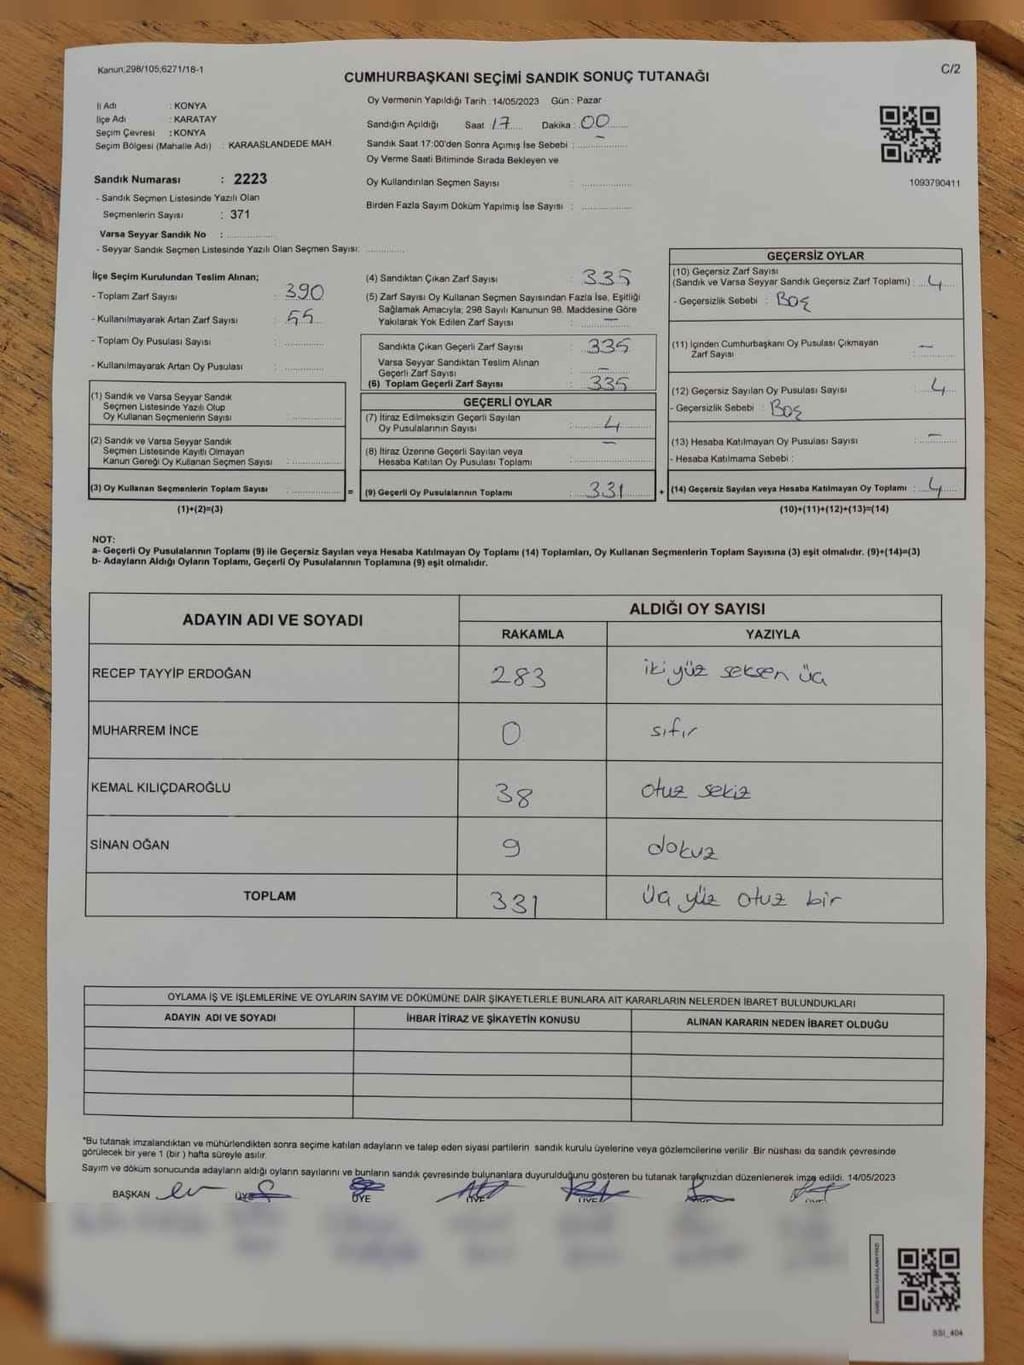 Kanun:298/105;6271/18-1
C/2
CUMHURBAŞKANI SEÇİMİ SANDIK SONUÇ TUTANAĞI
İl Adı : KONYA
İlçe Adı : KARATAY
Seçim Çevresi : KONYA
Seçim Bölgesi (Mahalle Adı) : KARAASLANDEDE MAH.
Sandık Numarası : 2223
- Sandık Seçmen Listesinde Yazılı Olan
Seçmenlerin Sayısı : 371
Varsa Seyyar Sandık No :
- Seyyar Sandık Seçmen Listesinde Yazılı Olan Seçmen Sayısı:
Oy Vermenin Yapıldığı Tarih :14/05/2023 Gün : Pazar
Sandığın Açıldığı Saat 17 Dakika 00
Sandık Saat 17:00'den Sonra Açımış İse Sebebi : -
Oy Verme Saati Bitiminde Sırada Bekleyen ve
Oy Kullandırılan Seçmen Sayısı :
Birden Fazla Sayım Döküm Yapılmış İse Sayısı :
1093790411
İlçe Seçim Kurulundan Teslim Alınan;
- Toplam Zarf Sayısı : 390
- Kullanılmayarak Artan Zarf Sayısı : 55
- Toplam Oy Pusulası Sayısı :
- Kullanılmayarak Artan Oy Pusulası :
(1) Sandık ve Varsa Seyyar Sandık
Seçmen Listesinde Yazılı Olup
Oy Kullanan Seçmenlerin Sayısı :
(2) Sandık ve Varsa Seyyar Sandık
Seçmen Listesinde Kayıtlı Olmayan
Kanun Gereği Oy Kullanan Seçmen Sayısı :
(3) Oy Kullanan Seçmenlerin Toplam Sayısı :
(1)+(2)=(3)
(4) Sandıktan Çıkan Zarf Sayısı : 335
(5) Zarf Sayısı Oy Kullanan Seçmen Sayısından Fazla İse, Eşitliği
Sağlamak Amacıyla; 298 Sayılı Kanunun 98. Maddesine Göre
Yakılarak Yok Edilen Zarf Sayısı : -
Sandıkta Çıkan Geçerli Zarf Sayısı : 335
Varsa Seyyar Sandıktan Teslim Alınan
Geçerli Zarf Sayısı : -
(6) Toplam Geçerli Zarf Sayısı : 335
GEÇERLİ OYLAR
(7) İtiraz Edilmeksizin Geçerli Sayılan
Oy Pusulalarının Sayısı : 4
(8) İtiraz Üzerine Geçerli Sayılan veya
Hesaba Katılan Oy Pusulası Toplamı : -
= (9) Geçerli Oy Pusulalarının Toplamı : 331 +
GEÇERSİZ OYLAR
(10) Geçersiz Zarf Sayısı
(Sandık ve Varsa Seyyar Sandık Geçersiz Zarf Toplamı) : 4
- Geçersizlik Sebebi : Boş
(11) İçinden Cumhurbaşkanı Oy Pusulası Çıkmayan
Zarf Sayısı : -
(12) Geçersiz Sayılan Oy Pusulası Sayısı : 4
- Geçersizlik Sebebi : Boş
(13) Hesaba Katılmayan Oy Pusulası Sayısı : -
- Hesaba Katılmama Sebebi :
(14) Geçersiz Sayılan veya Hesaba Katılmayan Oy Toplamı : 4
(10)+(11)+(12)+(13)=(14)
NOT:
a- Geçerli Oy Pusulalarının Toplamı (9) ile Geçersiz Sayılan veya Hesaba Katılmayan Oy Toplamı (14) Toplamları, Oy Kullanan Seçmenlerin Toplam Sayısına (3) eşit olmalıdır. (9)+(14)=(3)
b- Adayların Aldığı Oyların Toplamı, Geçerli Oy Pusulalarının Toplamına (9) eşit olmalıdır.
ADAYIN ADI VE SOYADI
ALDIĞI OY SAYISI
RAKAMLA YAZIYLA
RECEP TAYYİP ERDOĞAN 283 iki yüz seksen üç
MUHARREM İNCE 0 sıfır
KEMAL KILIÇDAROĞLU 38 otuz sekiz
SİNAN OĞAN 9 dokuz
TOPLAM 331 Üç yüz otuz bir
OYLAMA İŞ VE İŞLEMLERİNE VE OYLARIN SAYIM VE DÖKÜMÜNE DAİR ŞİKAYETLERLE BUNLARA AİT KARARLARIN NELERDEN İBARET BULUNDUKLARI
ADAYIN ADI VE SOYADI İHBAR İTİRAZ VE ŞİKAYETİN KONUSU ALINAN KARARIN NEDEN İBARET OLDUĞU
*Bu tutanak imzalandıktan ve mühürlendikten sonra seçime katılan adayların ve talep eden siyasi partilerin sandık kurulu üyelerine veya gözlemcilerine verilir. Bir nüshası da sandık çevresinde
görülecek bir yere 1 (bir) hafta süreyle asılır.
Sayım ve döküm sonucunda adayların aldığı oyların sayılarını ve bunların sandık çevresinde bulunanlara duyurulduğunu gösteren bu tutanak tarafımızdan düzenlenerek imza edildi. 14/05/2023
BAŞKAN ÜYE ÜYE ÜYE ÜYE
SSI_404